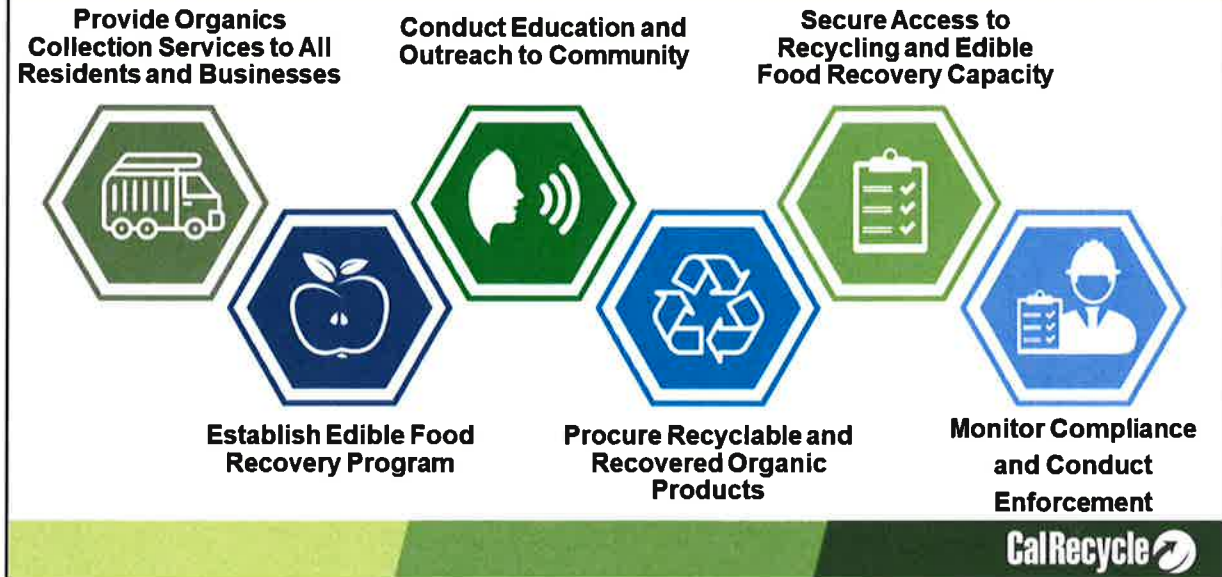 Provide Organics
Collection Services to All
Residents and Businesses
Conduct Education and
Outreach to Community
Secure Access to
Recycling and Edible
Food Recovery Capacity
Establish Edible Food
Recovery Program
Procure Recyclable and
Recovered Organic
Products
Monitor Compliance
and Conduct
Enforcement
CalRecycle